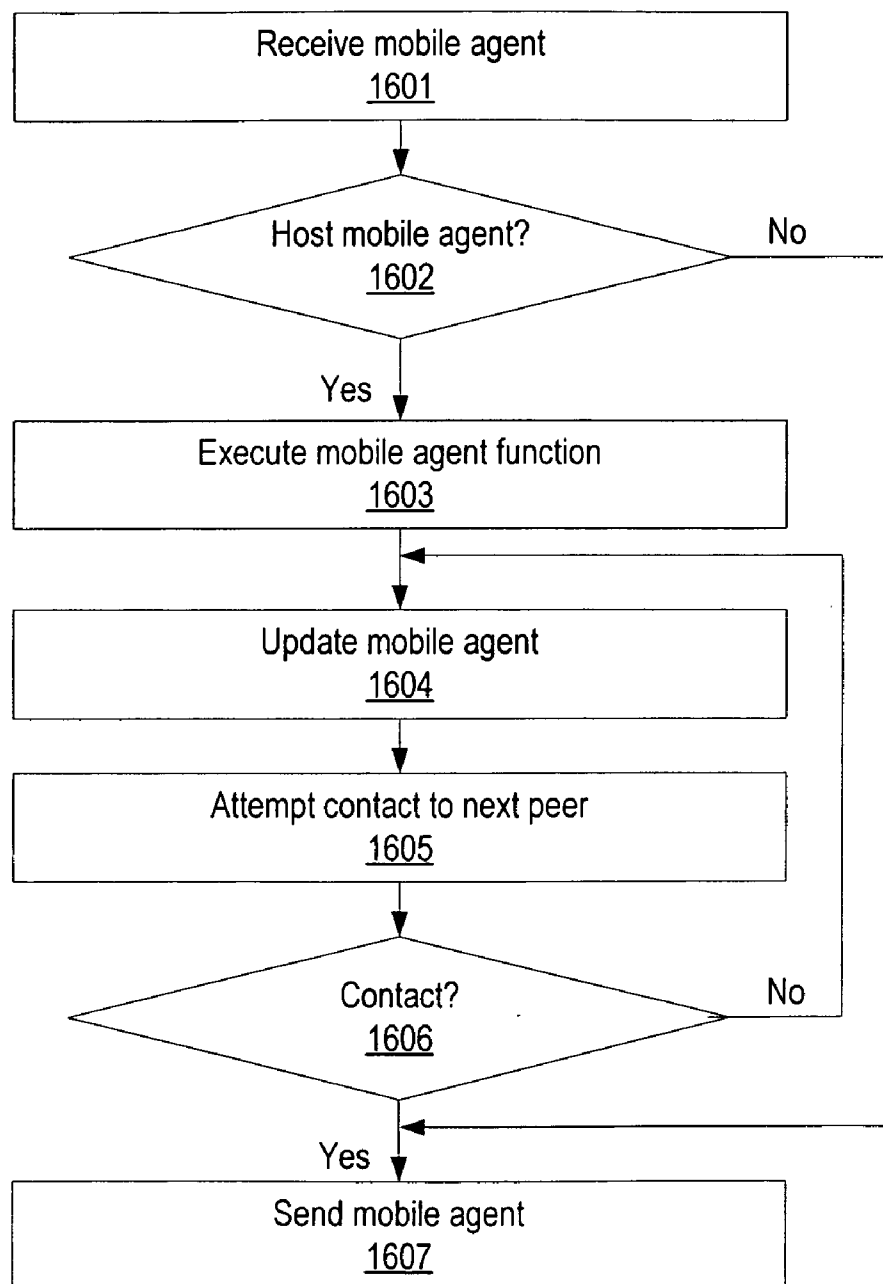 Receive mobile agent
1601
Host mobile agent?
1602
No
Yes
Execute mobile agent function
1603
Update mobile agent
1604
Attempt contact to next peer
1605
Contact?
1606
No
Yes
Send mobile agent
1607